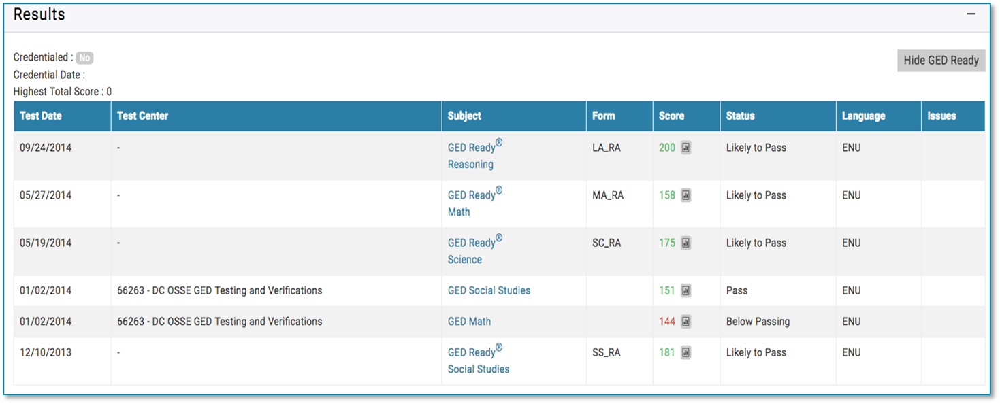 Results
−
Credentialed : No
Hide GED Ready
Credential Date :
Highest Total Score : 0
Test Date Test Center Subject Form Score Status Language Issues
09/24/2014 - GED Ready® LA_RA 200 Likely to Pass ENU
Reasoning
05/27/2014 - GED Ready® MA_RA 158 Likely to Pass ENU
Math
05/19/2014 - GED Ready® SC_RA 175 Likely to Pass ENU
Science
01/02/2014 66263 - DC OSSE GED Testing and Verifications GED Social Studies 151 Pass ENU
01/02/2014 66263 - DC OSSE GED Testing and Verifications GED Math 144 Below Passing ENU
12/10/2013 - GED Ready® SS_RA 181 Likely to Pass ENU
Social Studies